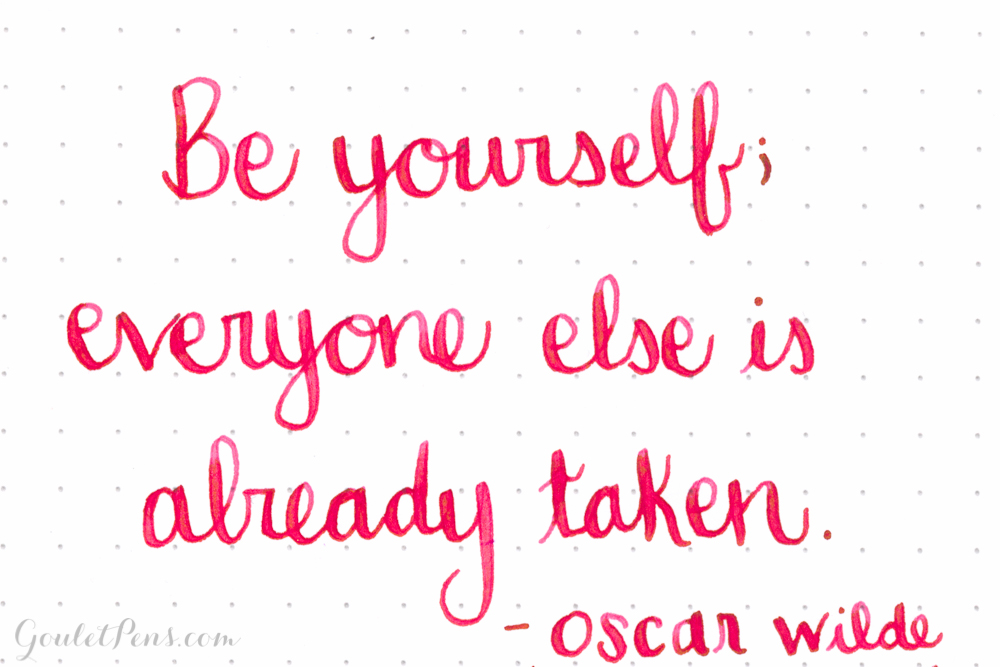 Be yourself;
everyone else is
already taken.
- oscar wilde
GouletPens.com